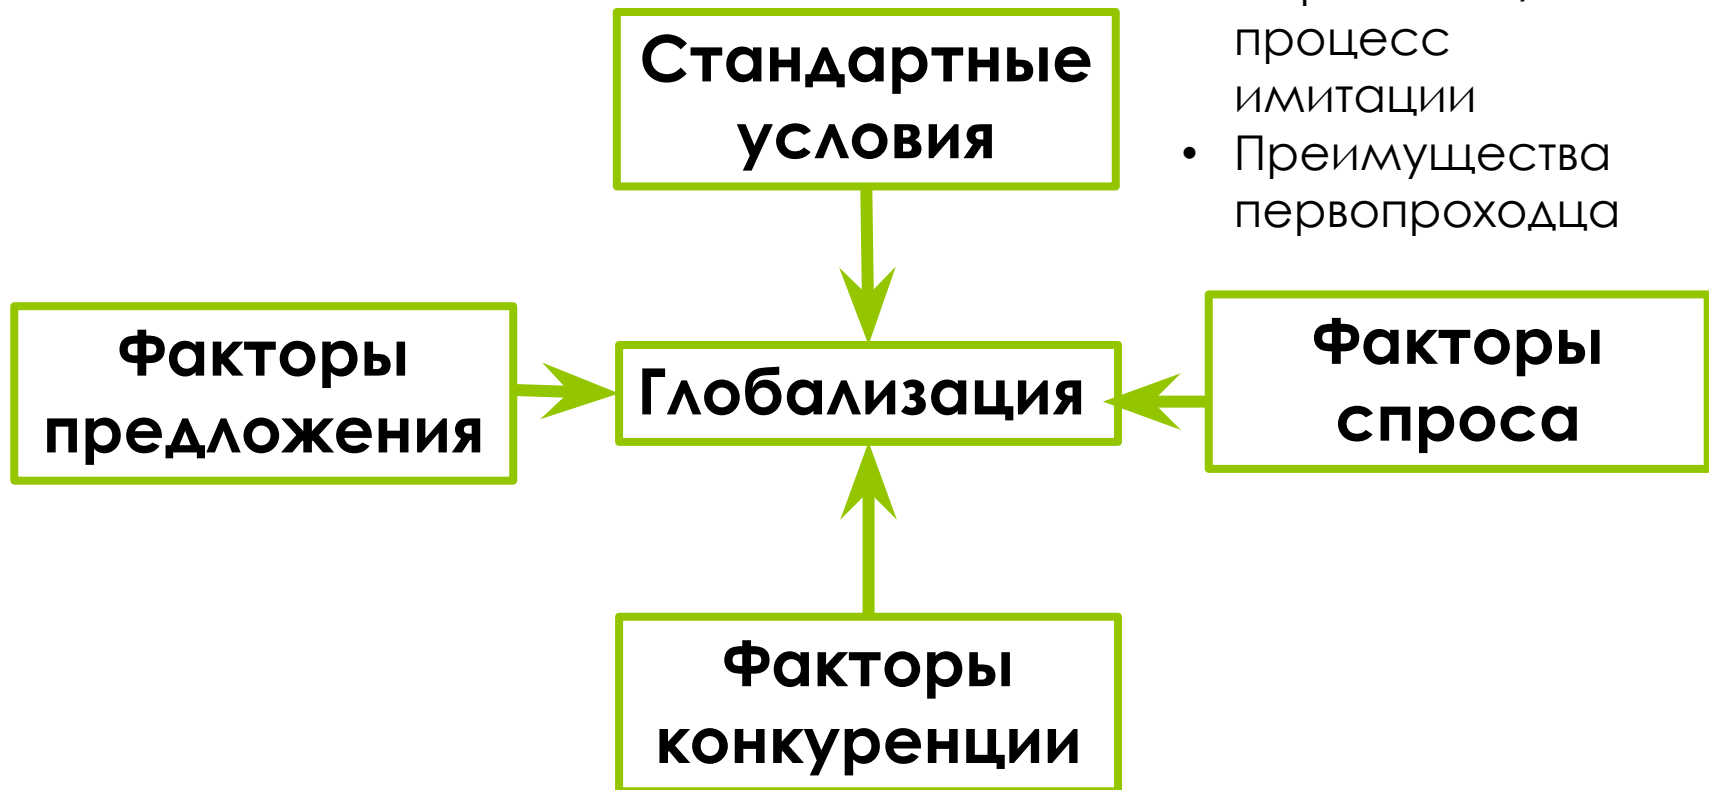 Стандартные
условия
процесс
имитации
• Преимущества
первопроходца
Факторы
предложения
Глобализация
Факторы
спроса
Факторы
конкуренции